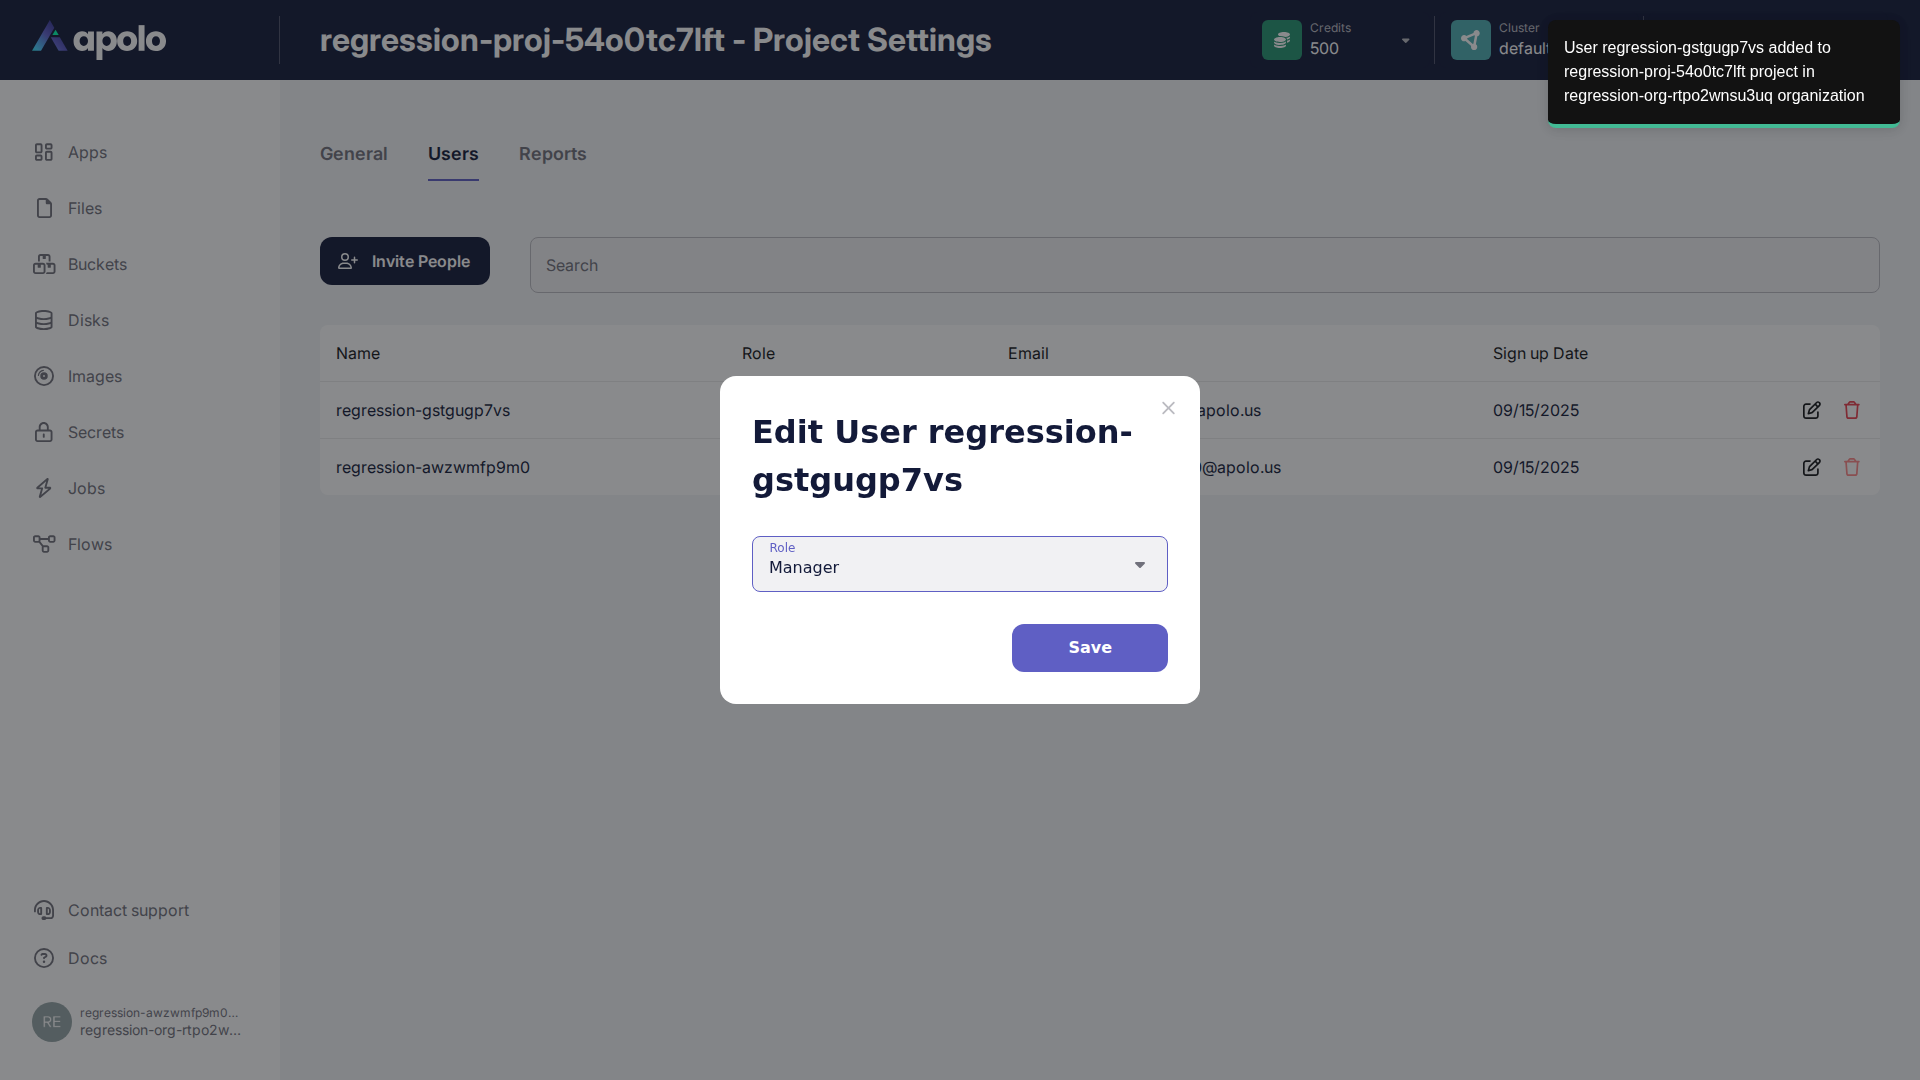 apolo
regression-proj-54o0tc7lft - Project Settings
Credits
500
Cluster
default
User regression-gstgugp7vs added to
regression-proj-54o0tc7lft project in
regression-org-rtpo2wnsu3uq organization
Apps
Files
Buckets
Disks
Images
Secrets
Jobs
Flows
General
Users
Reports
Invite People
Search
Name
Role
Email
Sign up Date
regression-gstgugp7vs
apolo.us
09/15/2025
regression-awzwmfp9m0
@apolo.us
09/15/2025
Edit User regression-
gstgugp7vs
Role
Manager
Save
Contact support
Docs
RE
regression-awzwmfp9m0...
regression-org-rtpo2w...